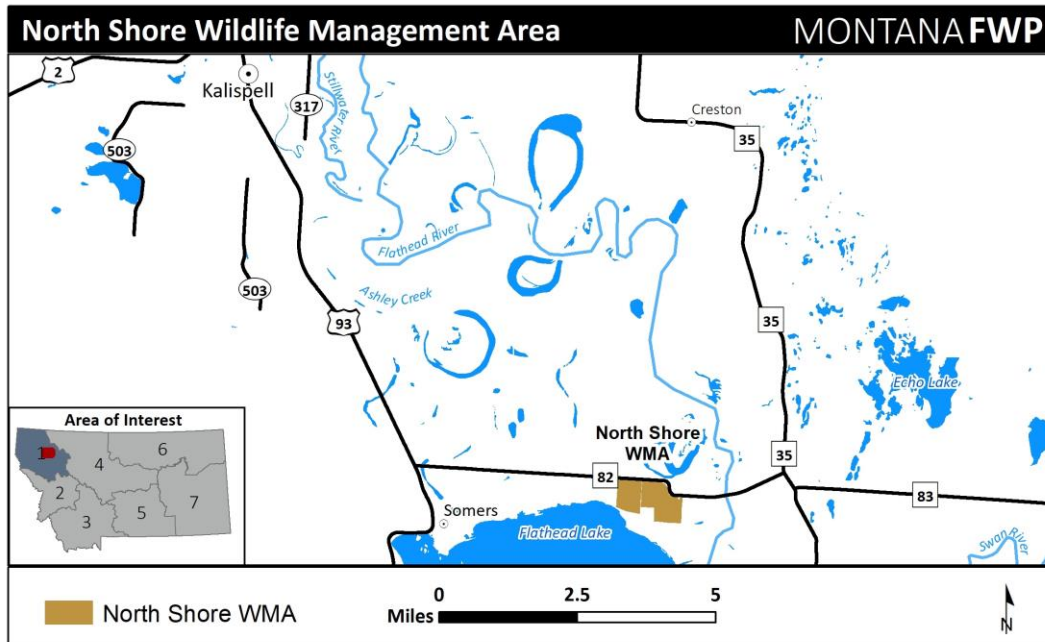 North Shore Wildlife Management Area
MONTANA FWP
2
Kalispell
317
Stillwater River
Creston
35
503
Flathead River
503
Ashley Creek
93
35
Echo Lake
North Shore
WMA
35
82
83
Somers
Flathead Lake
Swan River
Area of Interest
1
2
3
4
5
6
7
North Shore WMA
0
2.5
5
Miles
N